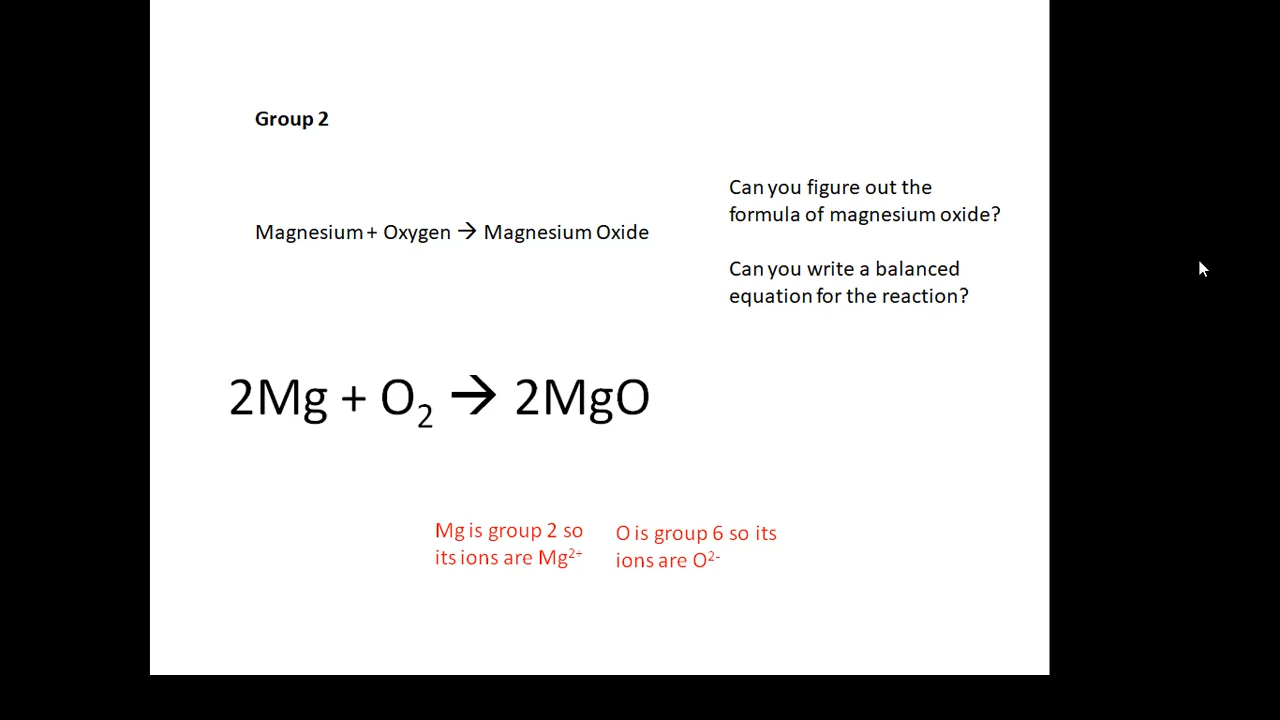 Group 2
Magnesium + Oxygen → Magnesium Oxide
Can you figure out the
formula of magnesium oxide?
Can you write a balanced
equation for the reaction?
2Mg + O₂ → 2MgO
Mg is group 2 so
its ions are Mg²⁺
O is group 6 so its
ions are O²⁻